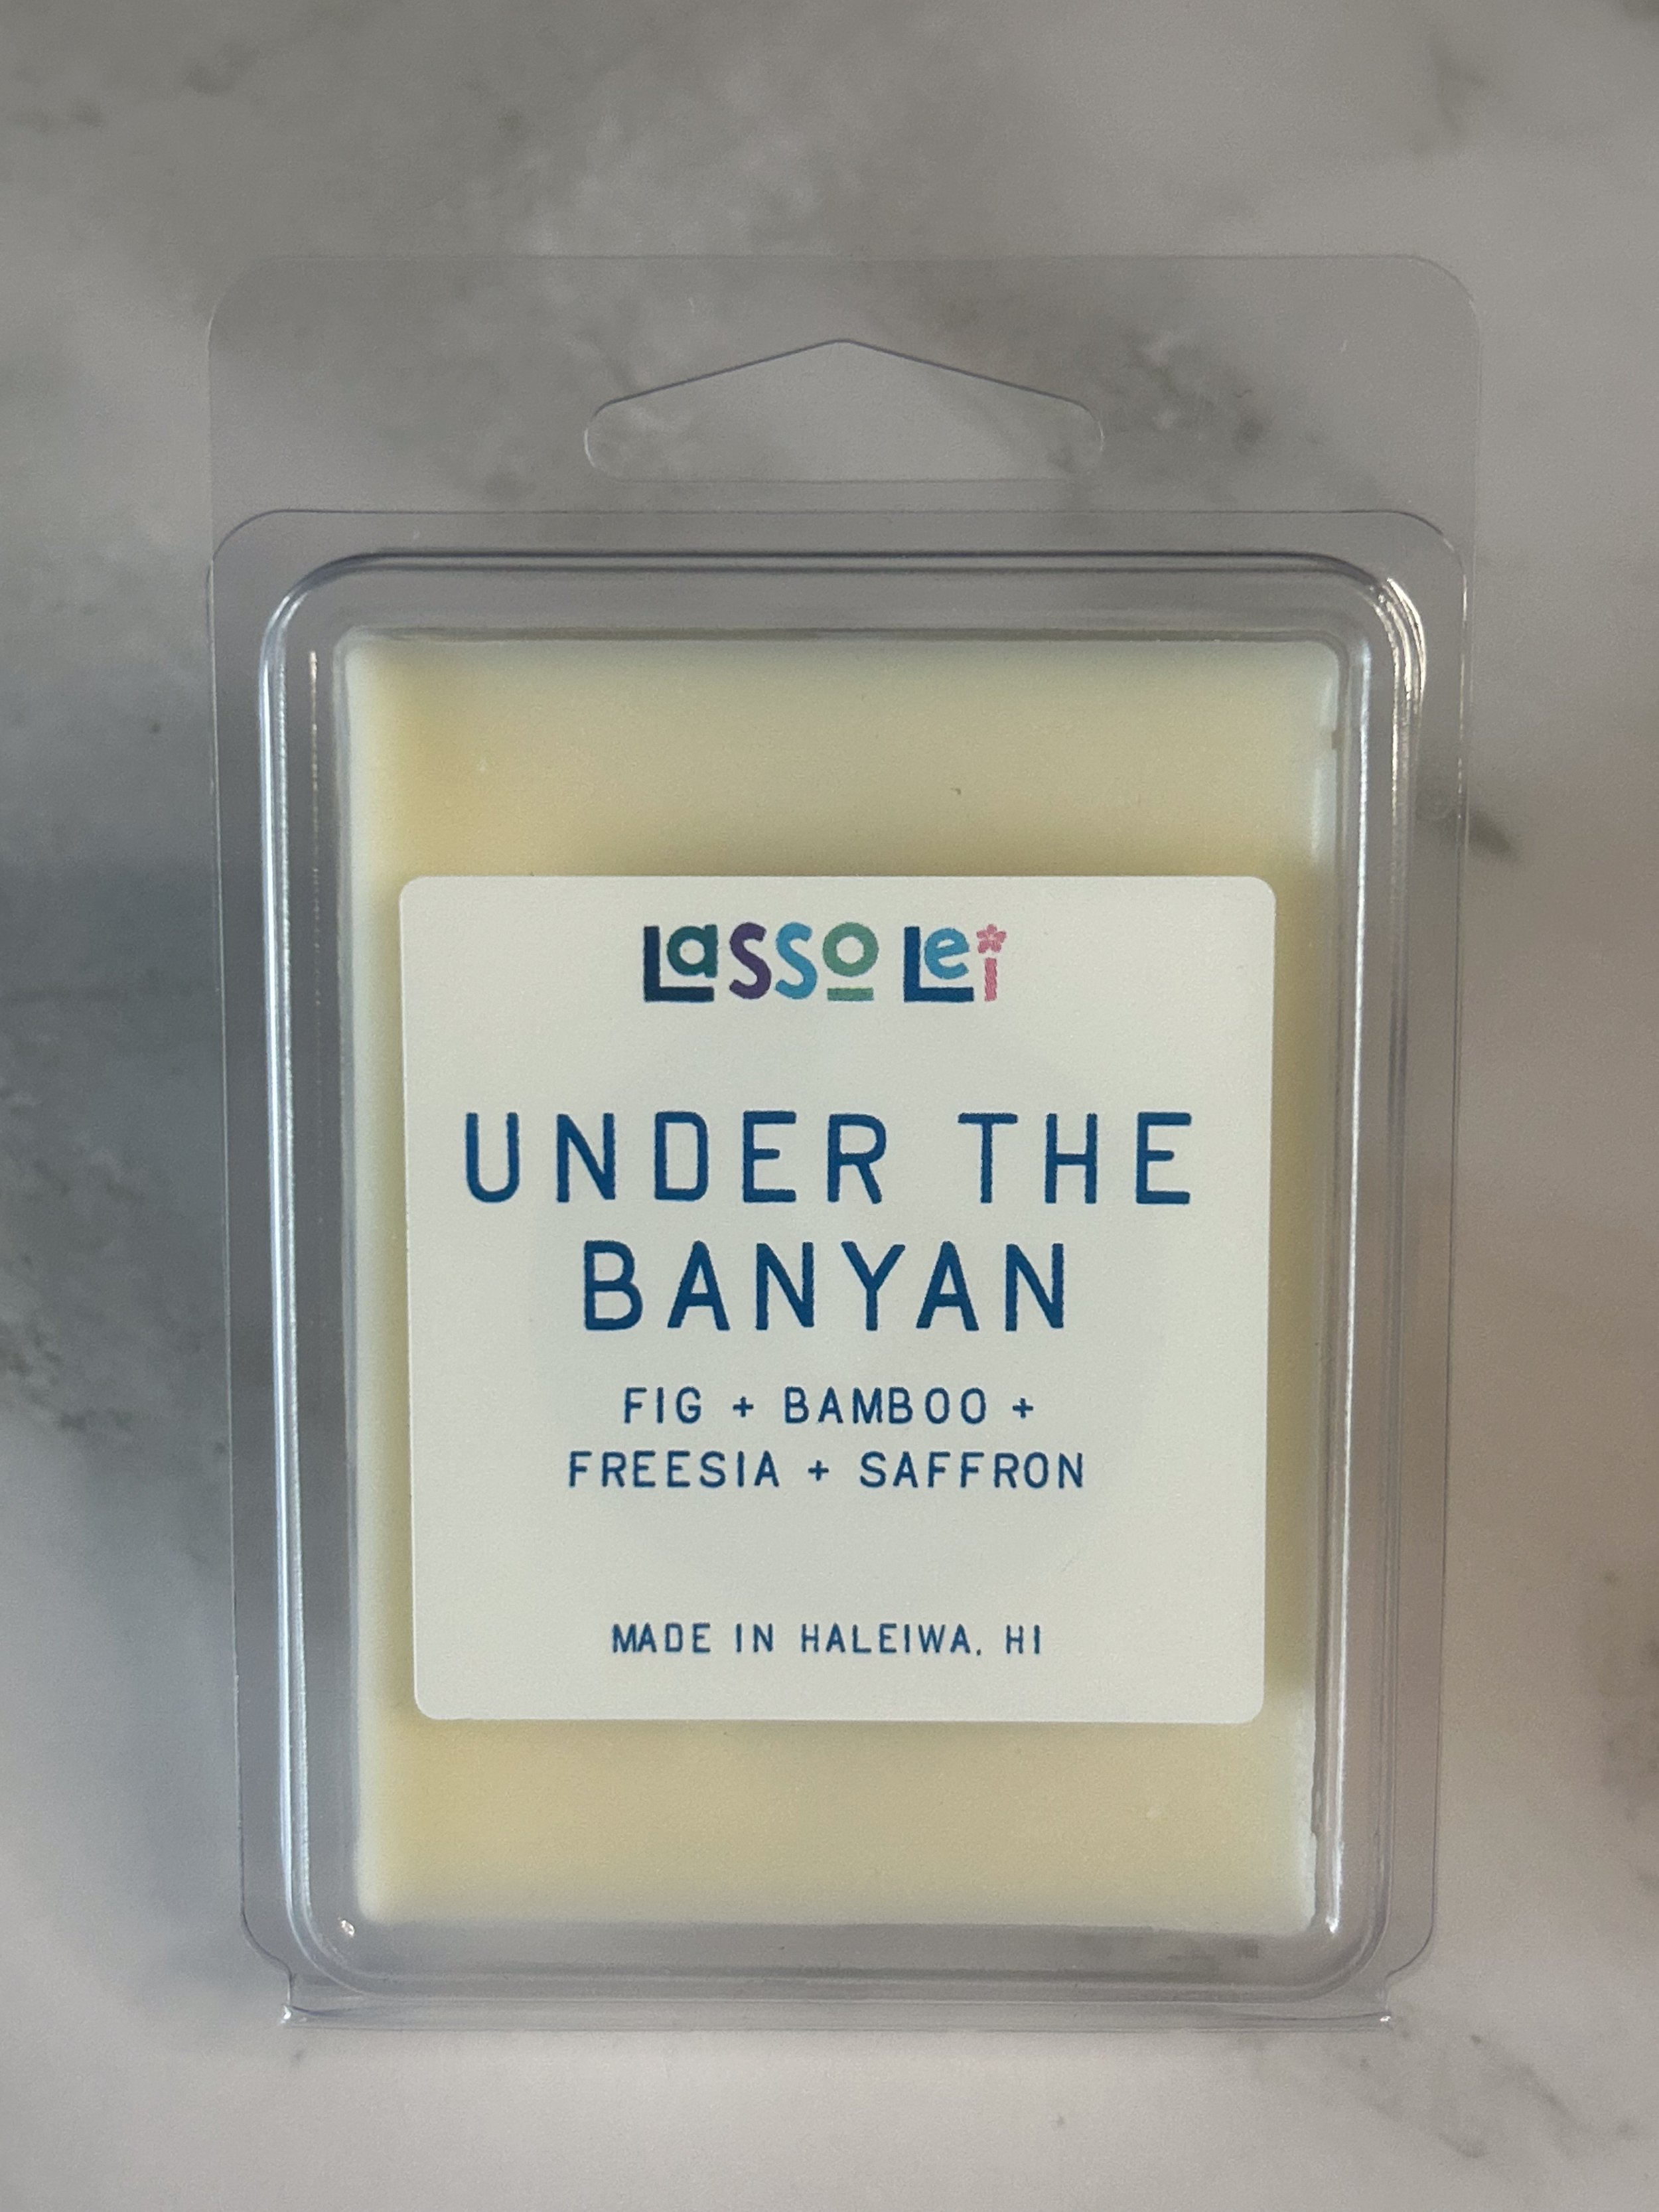 Lasso Lei
UNDER THE
BANYAN
FIG + BAMBOO +
FREESIA + SAFFRON
MADE IN HALEIWA, HI